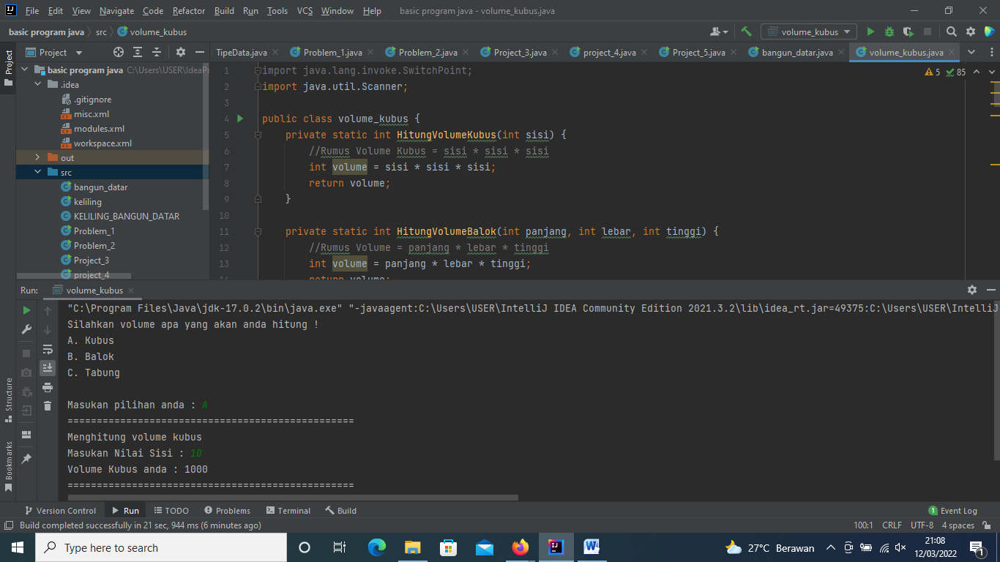 File Edit View Navigate Code Refactor Build Run Tools VCS Window Help basic program java - volume_kubus.java
basic program java src volume_kubus
volume_kubus
Project
TipeData.java Problem_1.java Problem_2.java Project_3.java project_4.java Project_5.java bangun_datar.java volume_kubus.java
Project
basic program java C:\Users\USER\IdeaPr
.idea
.gitignore
misc.xml
modules.xml
workspace.xml
out
src
bangun_datar
keliling
KELILING_BANGUN_DATAR
Problem_1
Problem_2
Project_3
project_4
5 85
1 import java.lang.invoke.SwitchPoint;
2 import java.util.Scanner;
3
4 public class volume_kubus {
5 private static int HitungVolumeKubus(int sisi) {
6 //Rumus Volume Kubus = sisi * sisi * sisi
7 int volume = sisi * sisi * sisi;
8 return volume;
9 }
10
11 private static int HitungVolumeBalok(int panjang, int lebar, int tinggi) {
12 //Rumus Volume = panjang * lebar * tinggi
13 int volume = panjang * lebar * tinggi;
14 return volume;
Run: volume_kubus
"C:\Program Files\Java\jdk-17.0.2\bin\java.exe" "-javaagent:C:\Users\USER\IntelliJ IDEA Community Edition 2021.3.2\lib\idea_rt.jar=49375:C:\Users\USER\IntelliJ
Silahkan volume apa yang akan anda hitung !
A. Kubus
B. Balok
C. Tabung
Masukan pilihan anda : A
=================================================
Menghitung volume kubus
Masukan Nilai Sisi : 10
Volume Kubus anda : 1000
=================================================
Structure
Bookmarks
Version Control Run TODO Problems Terminal Build 1 Event Log
Build completed successfully in 21 sec, 944 ms (6 minutes ago) 100:1 CRLF UTF-8 4 spaces
Type here to search
27°C Berawan
21:08
12/03/2022
1